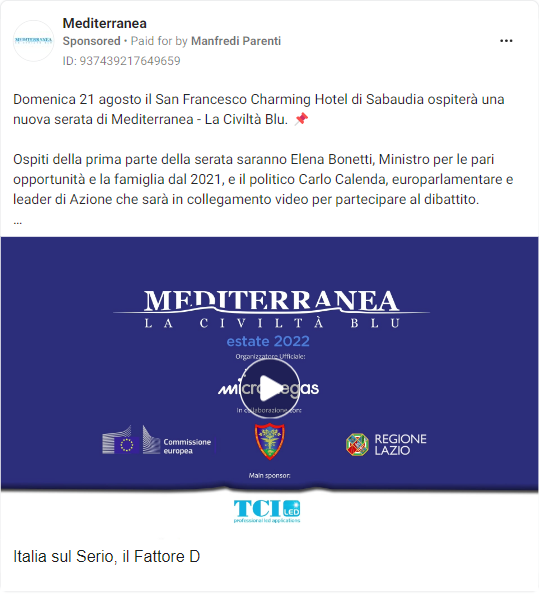 MEDITERRANEA
Mediterranea
Sponsored • Paid for by Manfredi Parenti
ID: 937439217649659
Domenica 21 agosto il San Francesco Charming Hotel di Sabaudia ospiterà una
nuova serata di Mediterranea - La Civiltà Blu. 📌
Ospiti della prima parte della serata saranno Elena Bonetti, Ministro per le pari
opportunità e la famiglia dal 2021, e il politico Carlo Calenda, europarlamentare e
leader di Azione che sarà in collegamento video per partecipare al dibattito.
...
MEDITERRANEA
LA CIVILTÀ BLU
estate 2022
Organizzatore Ufficiale:
In collaborazione con:
Commissione
europea
REGIONE
LAZIO
Main sponsor:
TCI LED
professional led applications
Italia sul Serio, il Fattore D